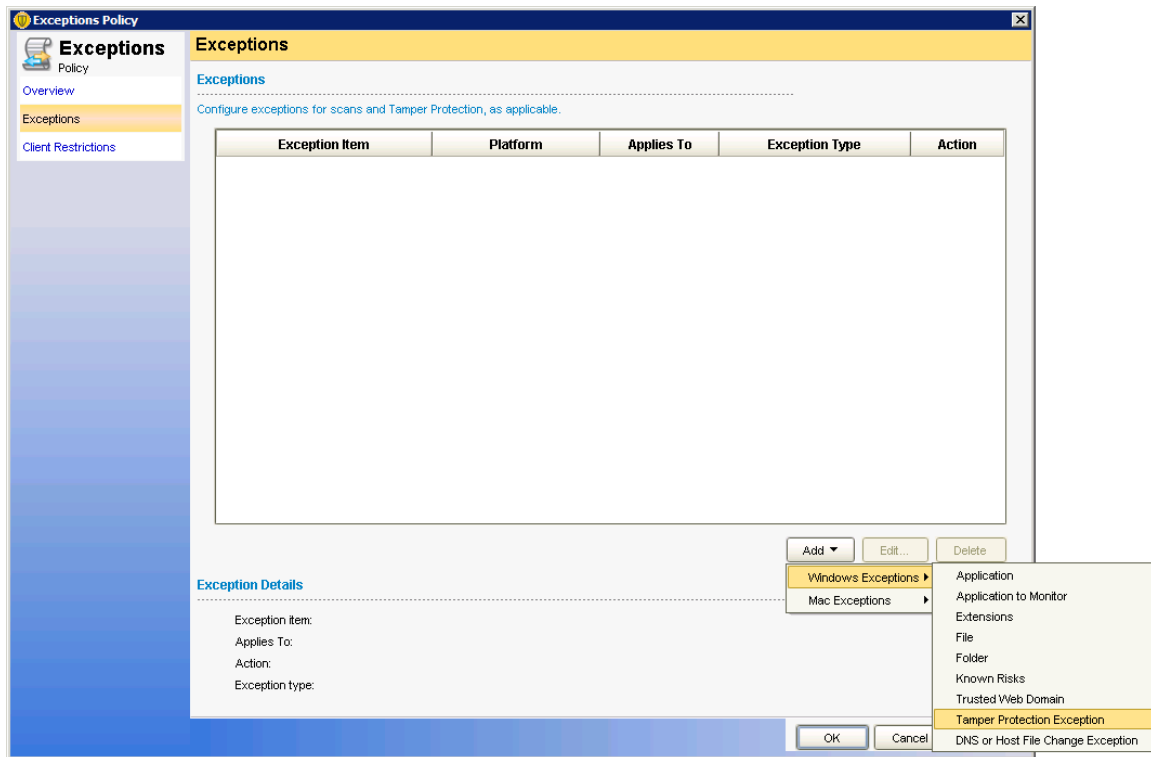 Exceptions Policy
Exceptions
Policy
Overview
Exceptions
Client Restrictions
Exceptions
Exceptions
Configure exceptions for scans and Tamper Protection, as applicable.
Exception Item Platform Applies To Exception Type Action
Add Edit... Delete
Windows Exceptions
Mac Exceptions
Application
Application to Monitor
Extensions
File
Folder
Known Risks
Trusted Web Domain
Tamper Protection Exception
DNS or Host File Change Exception
Exception Details
Exception item:
Applies To:
Action:
Exception type:
OK Cancel